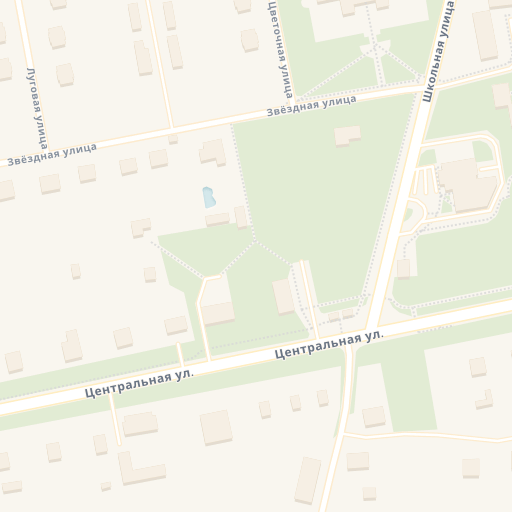 Луговая улица
Цветочная улица
Школьная улица
Звёздная улица
Звёздная улица
Центральная ул.
Центральная ул.